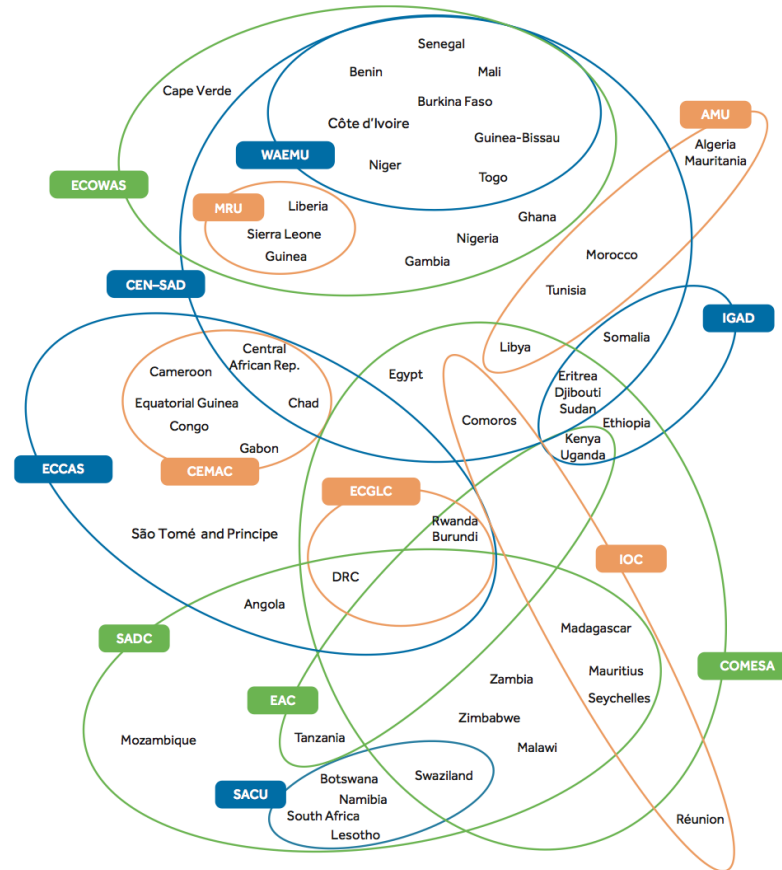 Senegal
Benin
Mali
Cape Verde
Burkina Faso
AMU
Côte d'Ivoire
Guinea-Bissau
Algeria
Mauritania
WAEMU
Niger
Togo
ECOWAS
MRU
Liberia
Ghana
Sierra Leone
Nigeria
Guinea
Gambia
Morocco
CEN–SAD
Tunisia
IGAD
Somalia
Libya
Central
African Rep.
Cameroon
Egypt
Eritrea
Djibouti
Sudan
Equatorial Guinea
Chad
Comoros
Ethiopia
Congo
Kenya
Uganda
Gabon
ECCAS
CEMAC
ECGLC
Rwanda
Burundi
São Tomé and Principe
IOC
DRC
Angola
SADC
Madagascar
COMESA
Mauritius
Zambia
EAC
Seychelles
Zimbabwe
Mozambique
Tanzania
Malawi
Botswana
Swaziland
SACU
Namibia
South Africa
Lesotho
Réunion